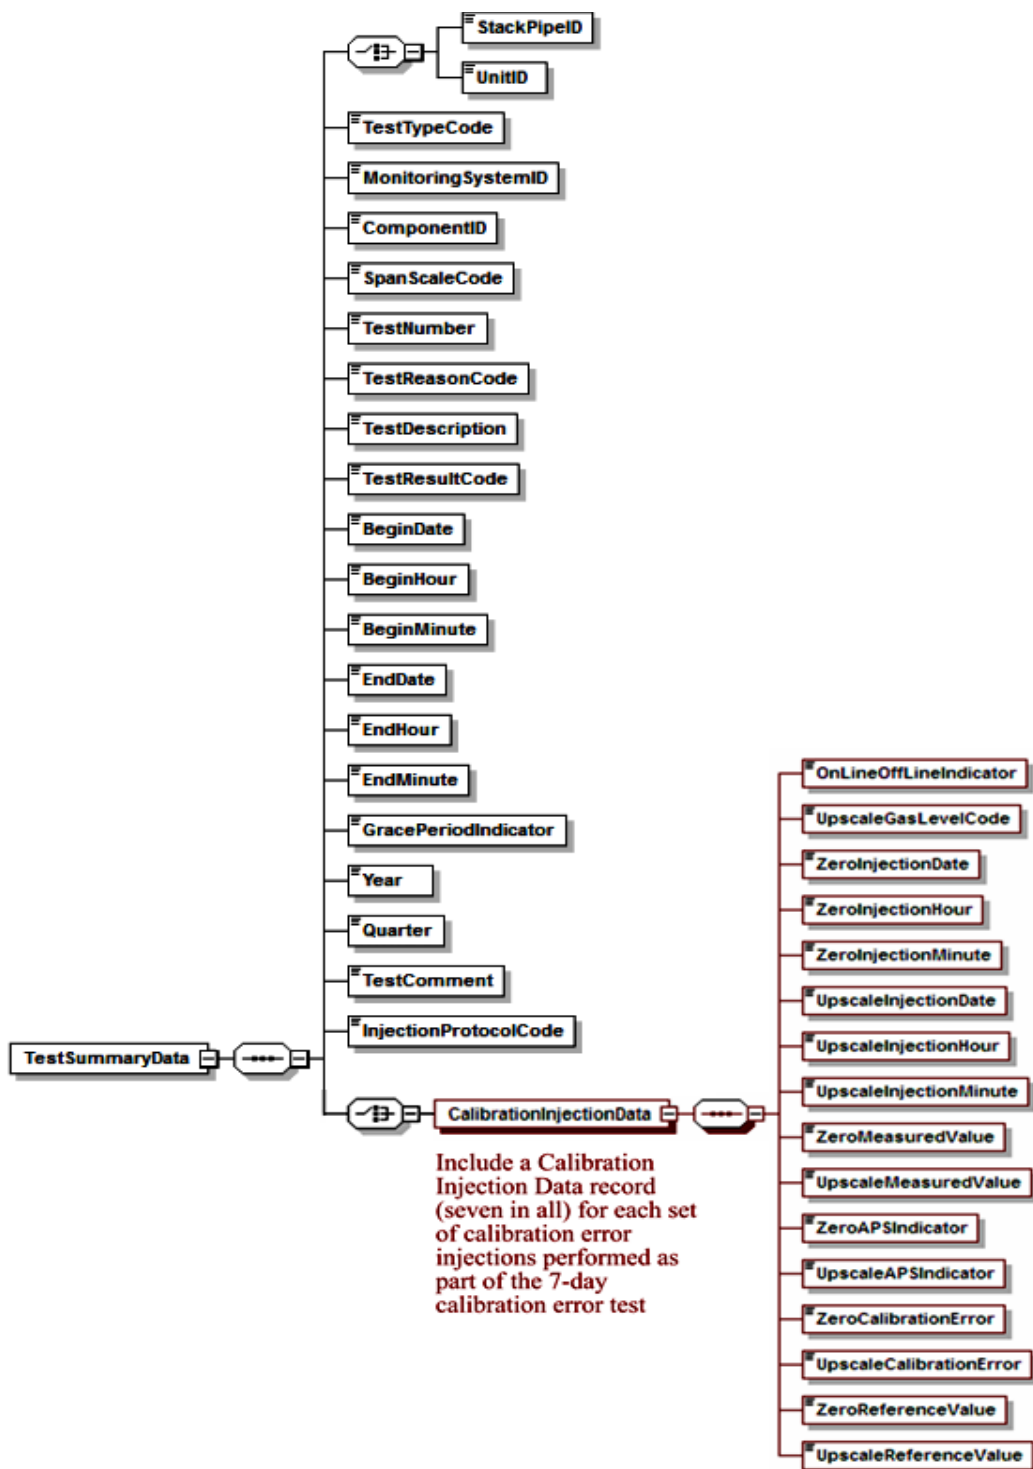 StackPipeID
UnitID
TestTypeCode
MonitoringSystemID
ComponentID
SpanScaleCode
TestNumber
TestReasonCode
TestDescription
TestResultCode
BeginDate
BeginHour
BeginMinute
EndDate
EndHour
EndMinute
GracePeriodIndicator
Year
Quarter
TestComment
InjectionProtocolCode
TestSummaryData
CalibrationInjectionData
Include a Calibration
Injection Data record
(seven in all) for each set
of calibration error
injections performed as
part of the 7-day
calibration error test
OnLineOffLineIndicator
UpscaleGasLevelCode
ZeroInjectionDate
ZeroInjectionHour
ZeroInjectionMinute
UpscaleInjectionDate
UpscaleInjectionHour
UpscaleInjectionMinute
ZeroMeasuredValue
UpscaleMeasuredValue
ZeroAPSIndicator
UpscaleAPSIndicator
ZeroCalibrationError
UpscaleCalibrationError
ZeroReferenceValue
UpscaleReferenceValue